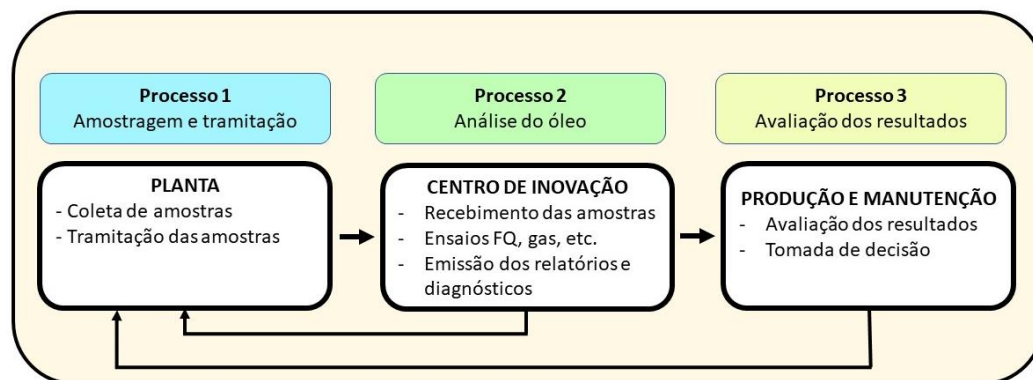 Processo 1
Amostragem e tramitação
Processo 2
Análise do óleo
Processo 3
Avaliação dos resultados
PLANTA
- Coleta de amostras
- Tramitação das amostras
CENTRO DE INOVAÇÃO
- Recebimento das amostras
- Ensaios FQ, gas, etc.
- Emissão dos relatórios e
diagnósticos
PRODUÇÃO E MANUTENÇÃO
- Avaliação dos resultados
- Tomada de decisão